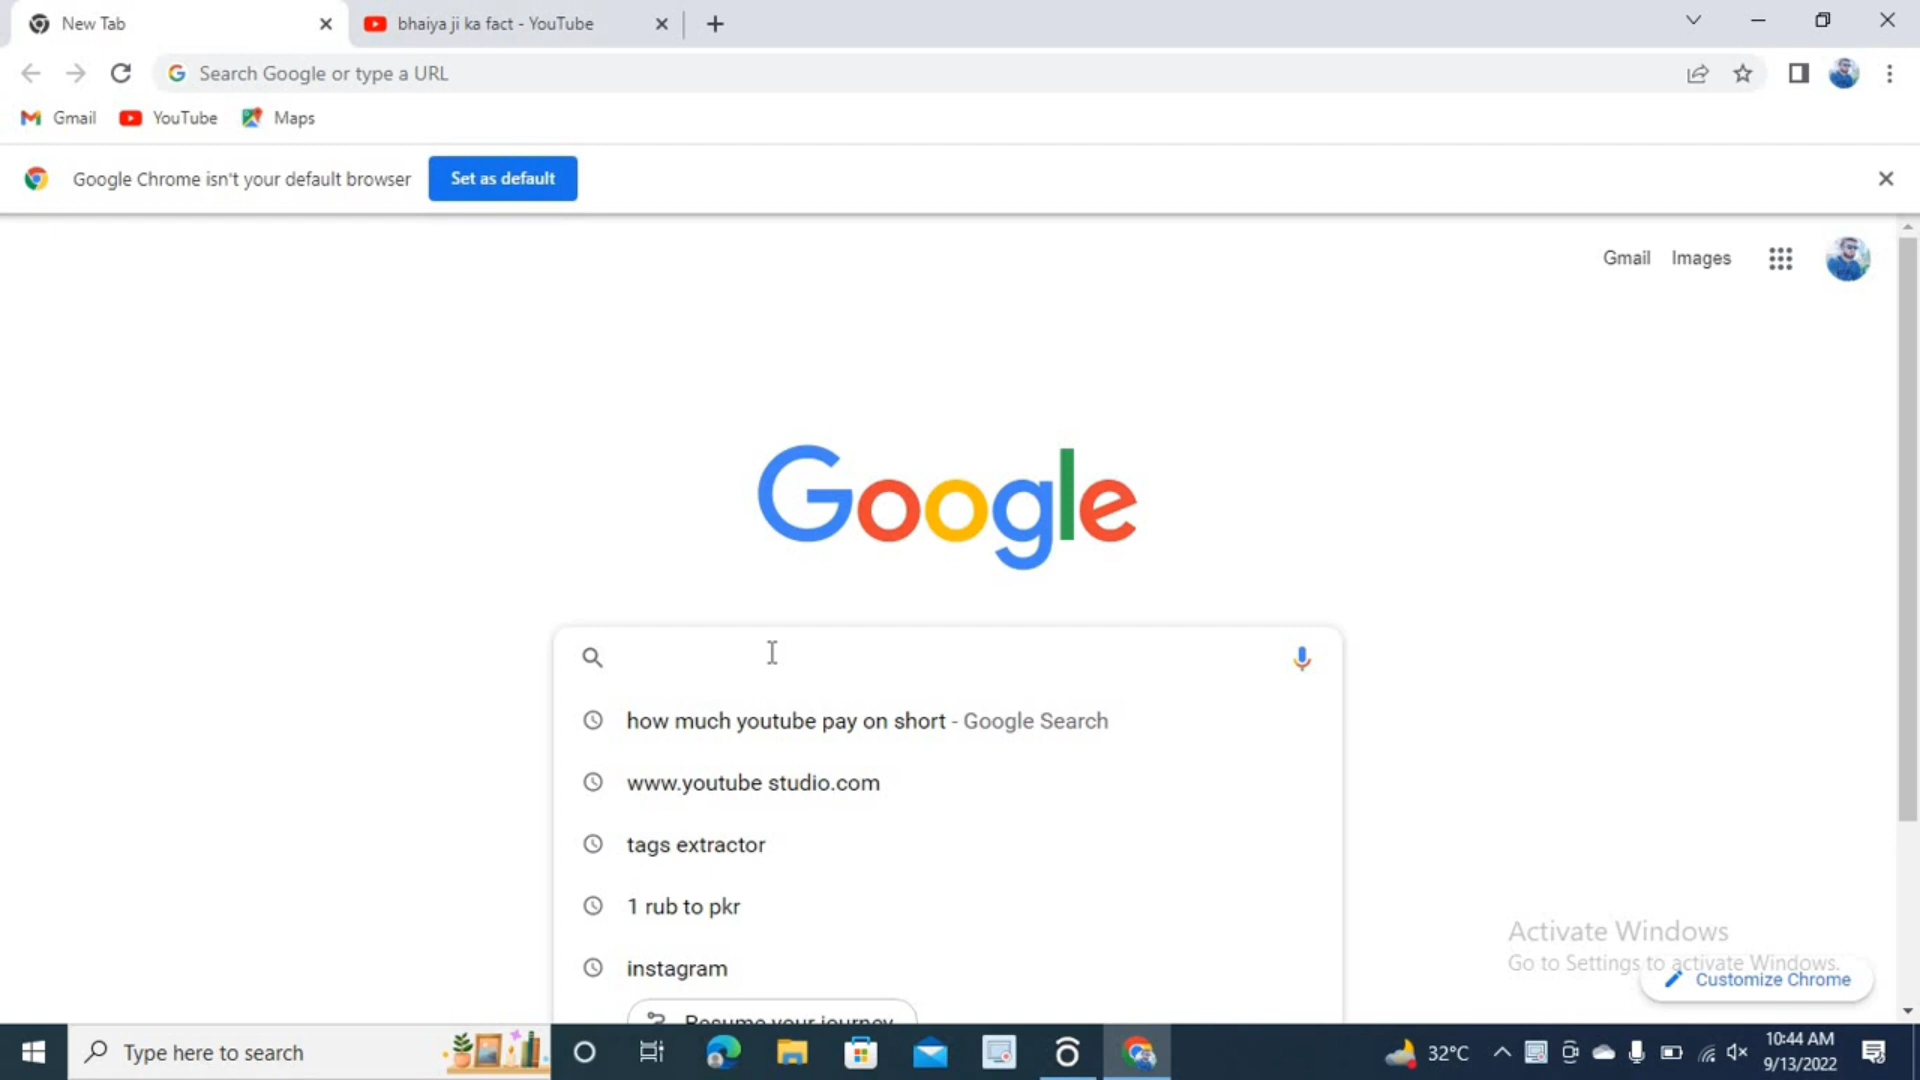 New Tab
bhaiya ji ka fact - YouTube
Search Google or type a URL
Gmail
YouTube
Maps
Google Chrome isn't your default browser
Set as default
Gmail
Images
Google
how much youtube pay on short - Google Search
www.youtube studio.com
tags extractor
1 rub to pkr
instagram
Resume your journey
Activate Windows
Go to Settings to activate Windows.
Customize Chrome
Type here to search
32°C
10:44 AM
9/13/2022